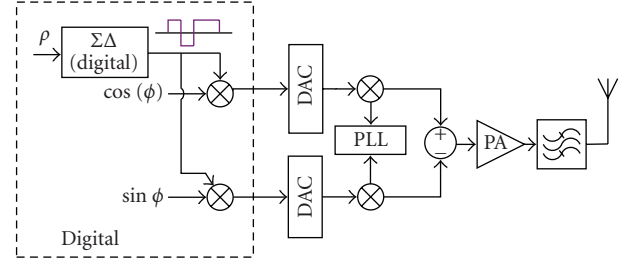 ρ
ΣΔ
(digital)
cos (φ)
sin φ
Digital
DAC
DAC
PLL
+
−
PA